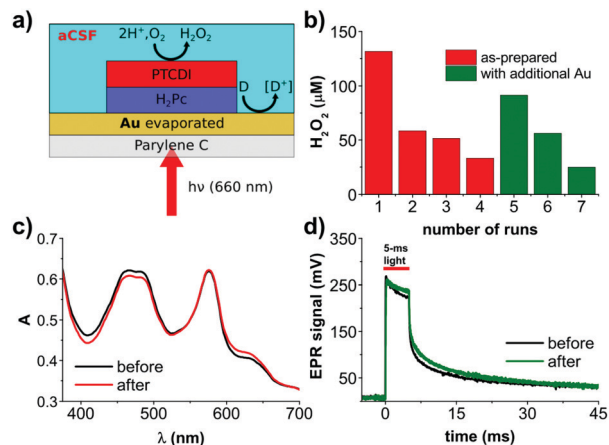 a)
aCSF
2H⁺,O₂ H₂O₂
PTCDI
D [D⁺]
H₂Pc
Au evaporated
Parylene C
hν (660 nm)
b)
as-prepared
with additional Au
H₂O₂ (μM)
150
100
50
0
1 2 3 4 5 6 7
number of runs
c)
A
0.7
0.6
0.5
0.4
0.3
before
after
400 500 600 700
λ (nm)
d)
5-ms
light
EPR signal (mV)
350
250
150
50
before
after
0 15 30 45
time (ms)